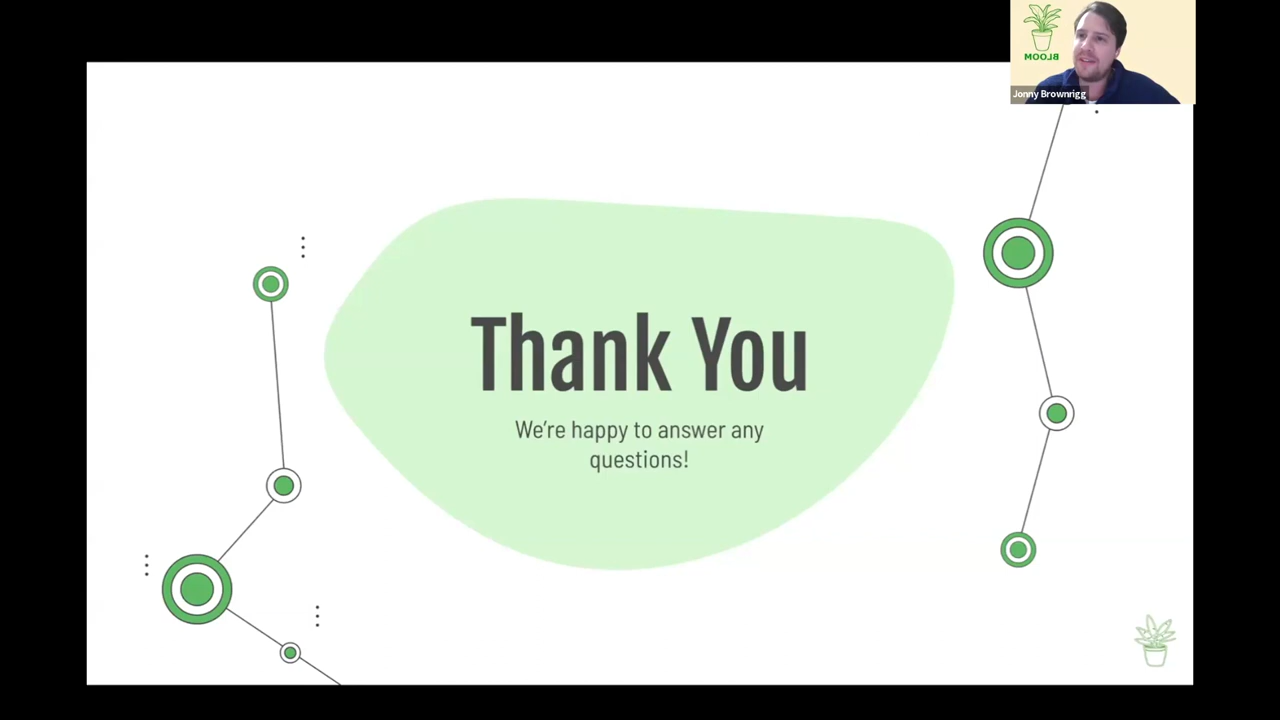 BLOOM
Jonny Brownrigg
Thank You
We're happy to answer any
questions!